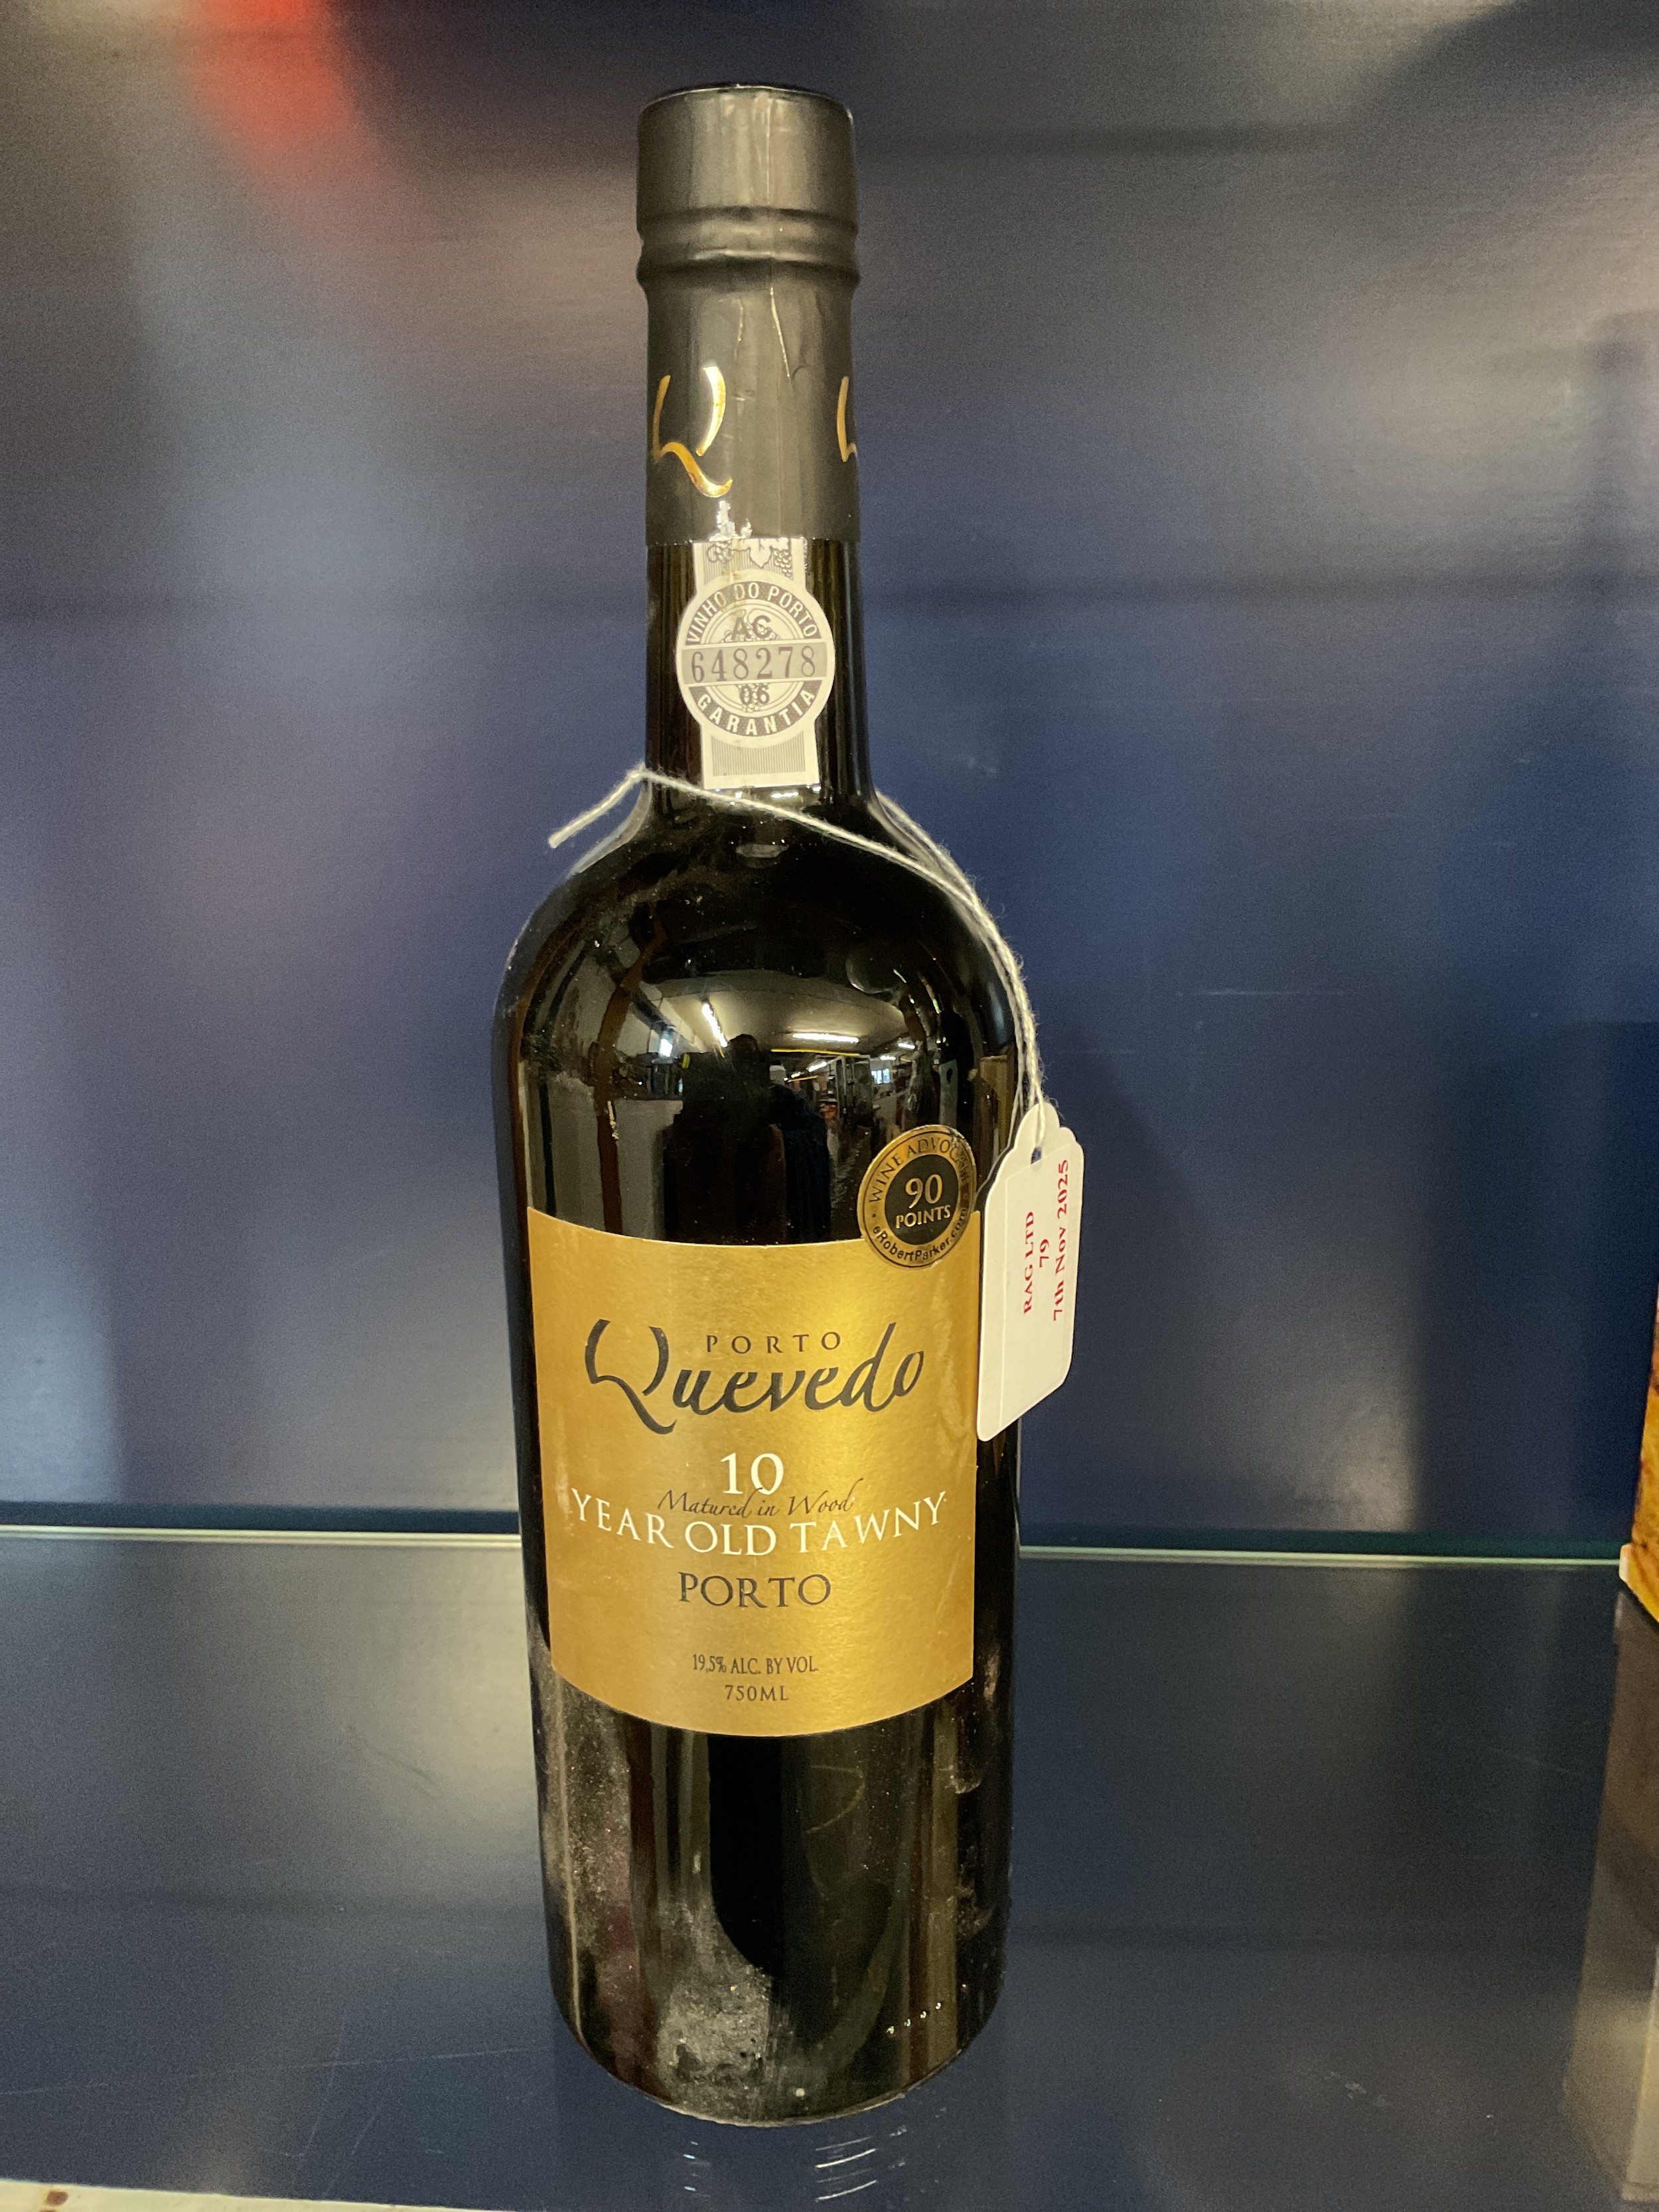 Q
VINHO DO PORTO
AC
648278
06
GARANTIA
WINE ADVOCATE
90
POINTS
eRobertParker.com
RAG LTD
79
7th Nov 2025
PORTO
Quevedo
10
Matured in Wood
YEAR OLD TAWNY
PORTO
19,5% ALC. BY VOL.
750ML